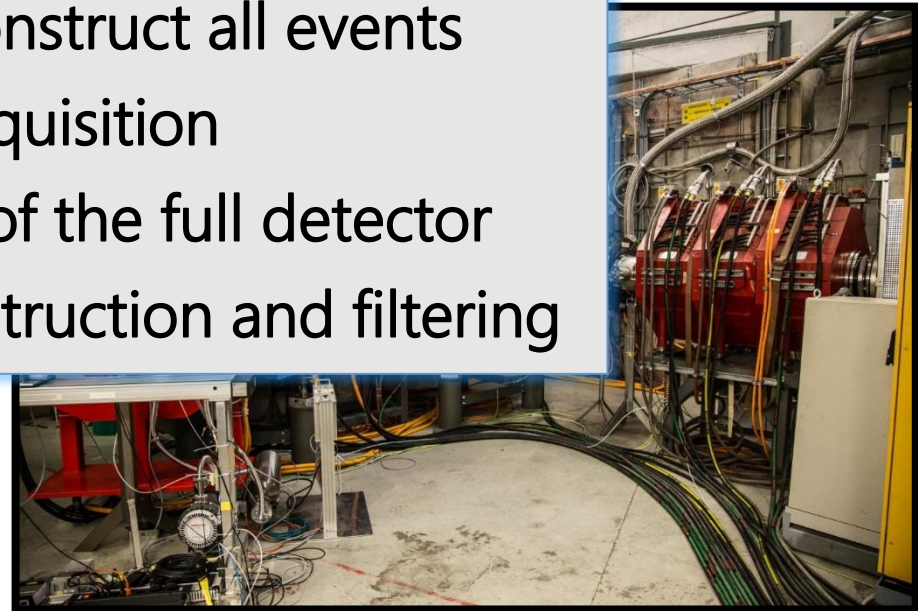 nstruct all events
quisition
of the full detector
truction and filtering